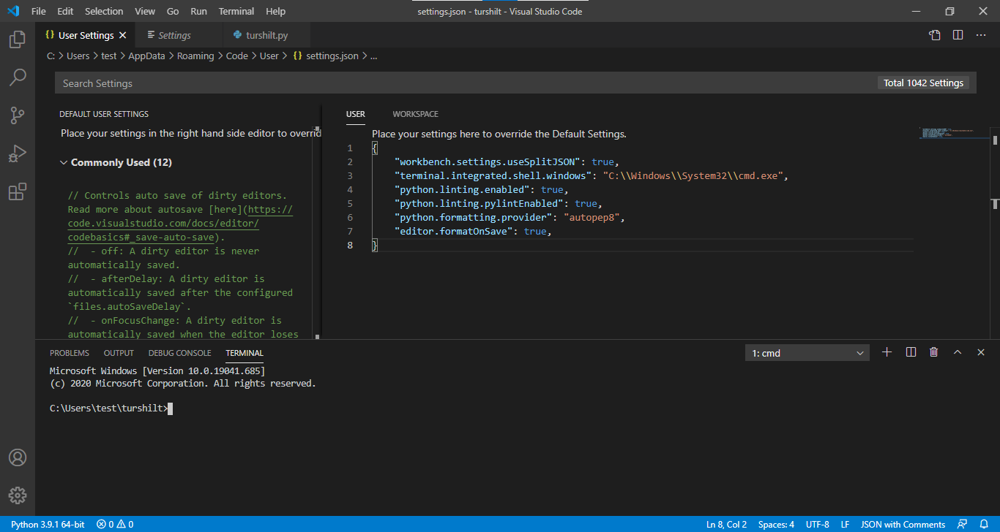 File Edit Selection View Go Run Terminal Help settings.json - turshilt - Visual Studio Code
User Settings Settings turshilt.py
C: > Users > test > AppData > Roaming > Code > User > {} settings.json > ...
Search Settings Total 1042 Settings
DEFAULT USER SETTINGS
Place your settings in the right hand side editor to overrid
Commonly Used (12)
// Controls auto save of dirty editors.
Read more about autosave [here](https://
code.visualstudio.com/docs/editor/
codebasics#_save-auto-save).
//  - off: A dirty editor is never
automatically saved.
//  - afterDelay: A dirty editor is
automatically saved after the configured
`files.autoSaveDelay`.
//  - onFocusChange: A dirty editor is
automatically saved when the editor loses
USER WORKSPACE
Place your settings here to override the Default Settings.
1 {
2     "workbench.settings.useSplitJSON": true,
3     "terminal.integrated.shell.windows": "C:\\Windows\\System32\\cmd.exe",
4     "python.linting.enabled": true,
5     "python.linting.pylintEnabled": true,
6     "python.formatting.provider": "autopep8",
7     "editor.formatOnSave": true,
8 }
PROBLEMS OUTPUT DEBUG CONSOLE TERMINAL 1: cmd
Microsoft Windows [Version 10.0.19041.685]
(c) 2020 Microsoft Corporation. All rights reserved.
C:\Users\test\turshilt>
Python 3.9.1 64-bit 0 0 Ln 8, Col 2 Spaces: 4 UTF-8 LF JSON with Comments